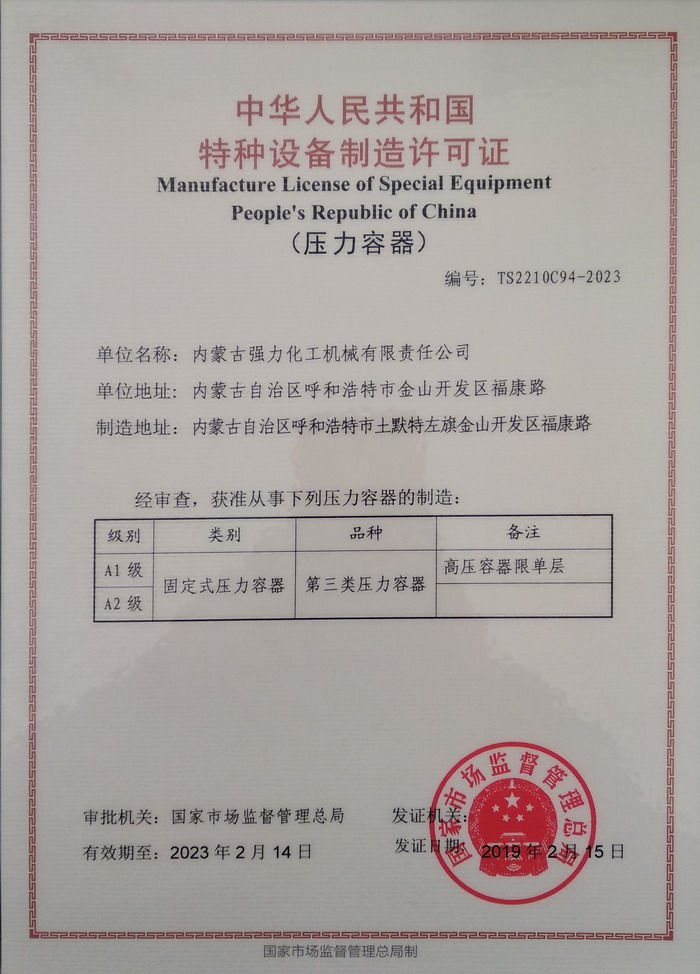 中华人民共和国
特种设备制造许可证
Manufacture License of Special Equipment
People's Republic of China
（压力容器）
编号：TS2210C94-2023
单位名称：内蒙古强力化工机械有限责任公司
单位地址：内蒙古自治区呼和浩特市金山开发区福康路
制造地址：内蒙古自治区呼和浩特市土默特左旗金山开发区福康路
经审查，获准从事下列压力容器的制造：
级别 类别 品种 备注
A1 级 固定式压力容器 第三类压力容器 高压容器限单层
A2 级
国家市场监督管理总局
审批机关：国家市场监督管理总局 发证机关：
有效期至：2023 年 2 月 14 日 发证日期：2019 年 2 月 15 日
国家市场监督管理总局制